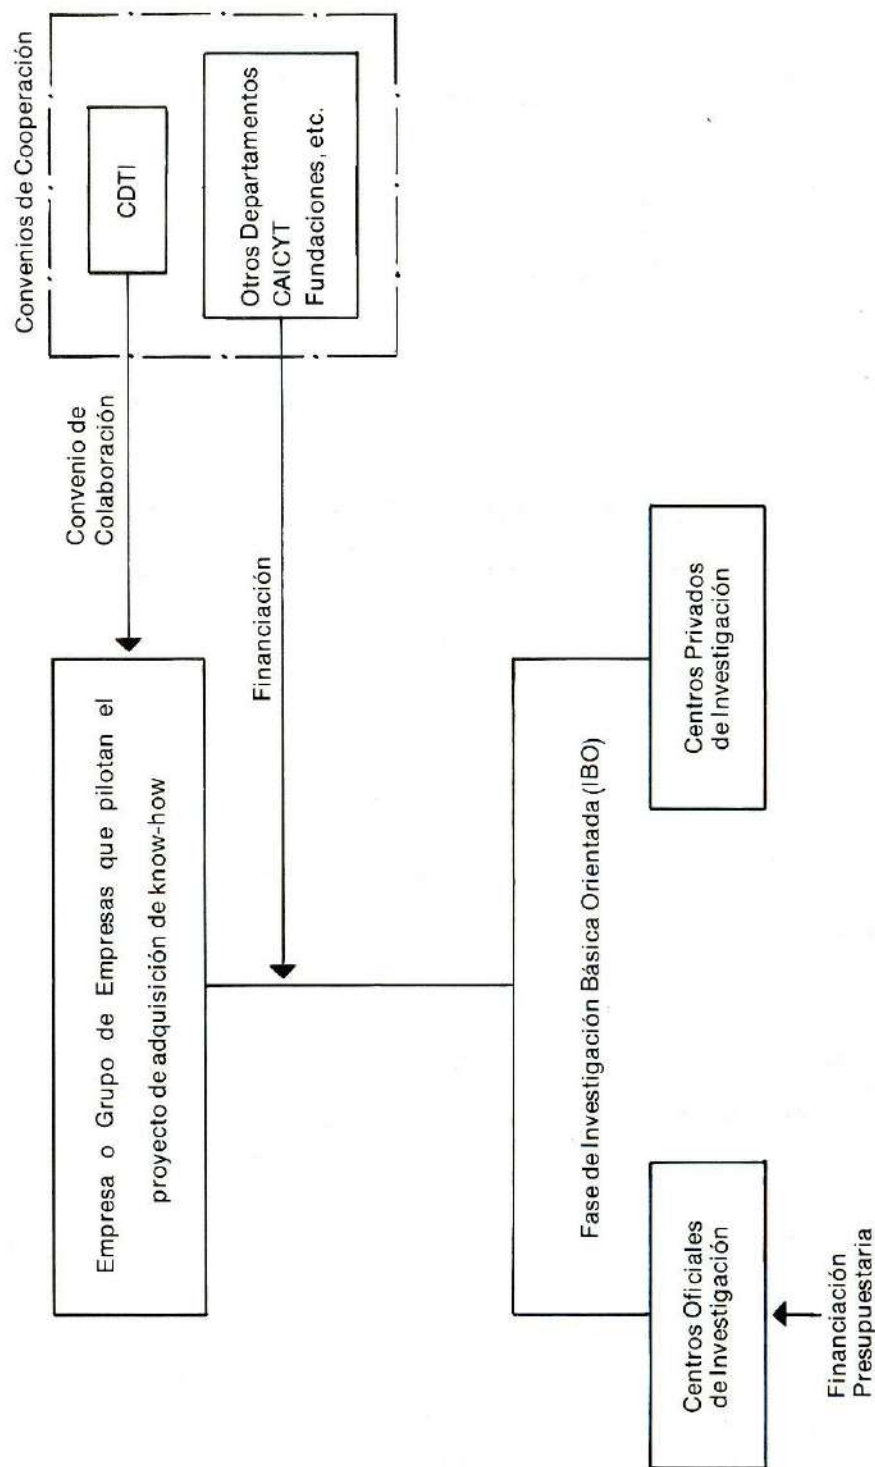 Convenios de Cooperación
CDTI
Otros Departamentos
CAICYT
Fundaciones, etc.
Convenio de
Colaboración
Financiación
Empresa o Grupo de Empresas que pilotan el
proyecto de adquisición de know-how
Fase de Investigación Básica Orientada (IBO)
Centros Oficiales
de Investigación
Centros Privados
de Investigación
Financiación
Presupuestaria